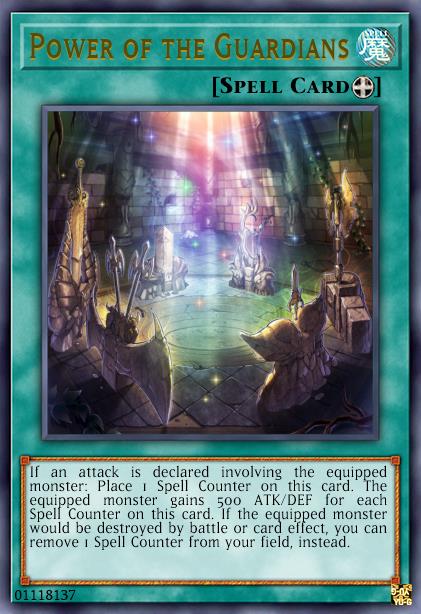 POWER OF THE GUARDIANS
SPELL
魔
[SPELL CARD]
If an attack is declared involving the equipped
monster: Place 1 Spell Counter on this card. The
equipped monster gains 500 ATK/DEF for each
Spell Counter on this card. If the equipped monster
would be destroyed by battle or card effect, you can
remove 1 Spell Counter from your field, instead.
01118137